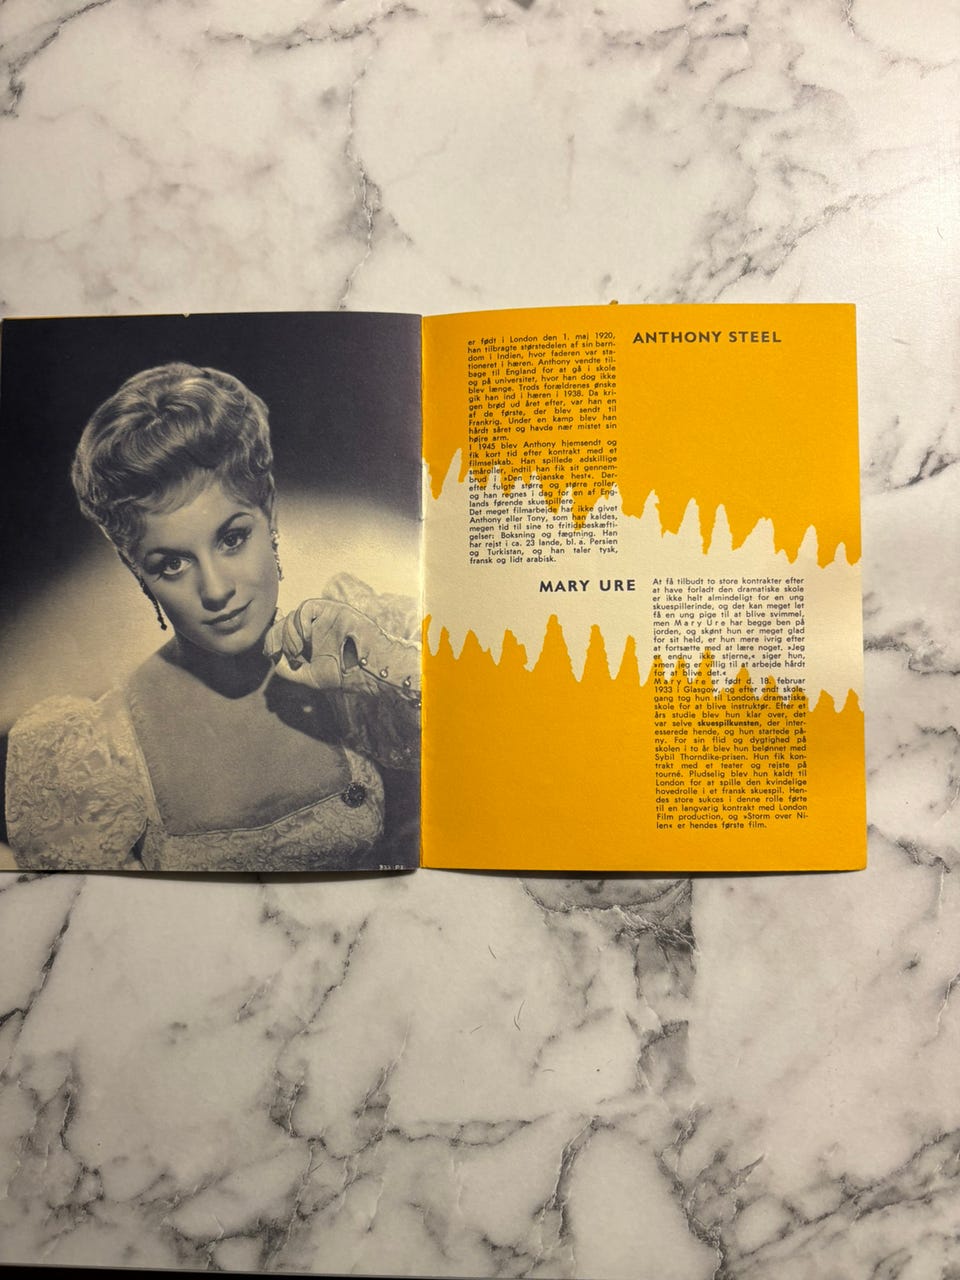 ANTHONY STEEL
er født i London den 1. maj 1920,
han tilbragte størstedelen af sin barn-
dom i Indien, hvor faderen var sta-
tioneret i hæren. Anthony vendte til-
bage til England for at gå i skole
og på universitet, hvor han dog ikke
blev længe. Trods forældrenes ønske
gik han ind i hæren i 1938. Da kri-
gen brød ud året efter, var han en
af de første, der blev sendt til
Frankrig. Under en kamp blev han
hårdt såret og havde nær mistet sin
højre arm.
I 1945 blev Anthony hjemsendt og
fik kort tid efter kontrakt med et
filmselskab. Han spillede adskillige
småroller, indtil han fik sit gennem-
brud i »Den trojanske hest«. Der-
efter fulgte større og større roller,
og han regnes i dag for en af Eng-
lands førende skuespillere.
Det meget filmarbejde har ikke givet
Anthony eller Tony, som han kaldes,
megen tid til sine to fritidsbeskæfti-
gelser: Boksning og fægtning. Han
har rejst i ca. 23 lande, bl. a. Persien
og Turkistan, og han taler tysk,
fransk og lidt arabisk.
MARY URE
At få tilbudt to store kontrakter efter
at have forladt den dramatiske skole
er ikke helt almindeligt for en ung
skuespillerinde, og det kan meget let
få en ung pige til at blive svimmel,
men Mary Ure har begge ben på
jorden, og skønt hun er meget glad
for sit held, er hun mere ivrig efter
at fortsætte med at lære noget. »Jeg
er endnu ikke stjerne,« siger hun,
»men jeg er villig til at arbejde hårdt
for at blive det.«
Mary Ure er født d. 18. februar
1933 i Glasgow, og efter endt skole-
gang tog hun til Londons dramatiske
skole for at blive instruktør. Efter et
års studie blev hun klar over, det
var selve skuespilkunsten, der inter-
esserede hende, og hun startede på-
ny. For sin flid og dygtighed på
skolen i to år blev hun belønnet med
Sybil Thorndike-prisen. Hun fik kon-
trakt med et teater og rejste på
tourné. Pludselig blev hun kaldt til
London for at spille den kvindelige
hovedrolle i et fransk skuespil. Hen-
des store sukces i denne rolle førte
til en langvarig kontrakt med London
Film production, og »Storm over Ni-
len« er hendes første film.